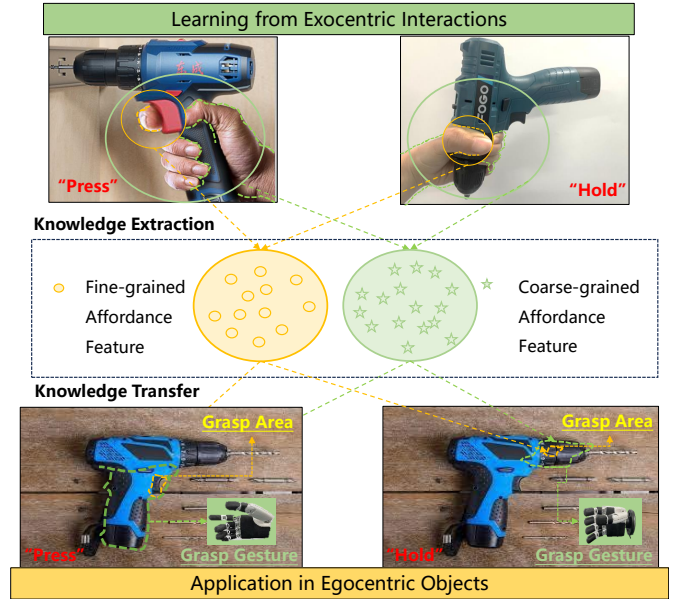 Learning from Exocentric Interactions
FOGO
“Press”
“Hold”
Knowledge Extraction
Fine-grained
Affordance
Feature
Coarse-grained
Affordance
Feature
Knowledge Transfer
Grasp Area
Grasp Area
“Press”
Grasp Gesture
“Hold”
Grasp Gesture
Application in Egocentric Objects